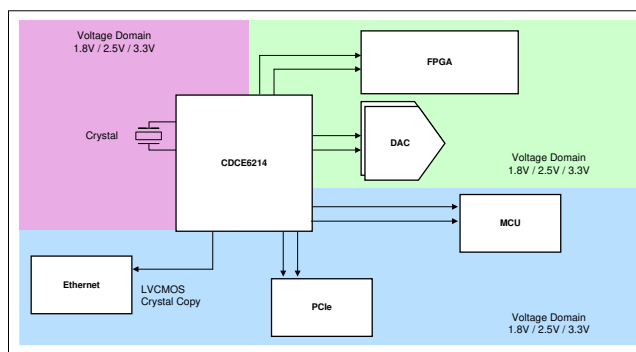 Voltage Domain
1.8V / 2.5V / 3.3V
FPGA
Crystal
CDCE6214
DAC
Voltage Domain
1.8V / 2.5V / 3.3V
MCU
Ethernet
LVCMOS
Crystal Copy
PCIe
Voltage Domain
1.8V / 2.5V / 3.3V